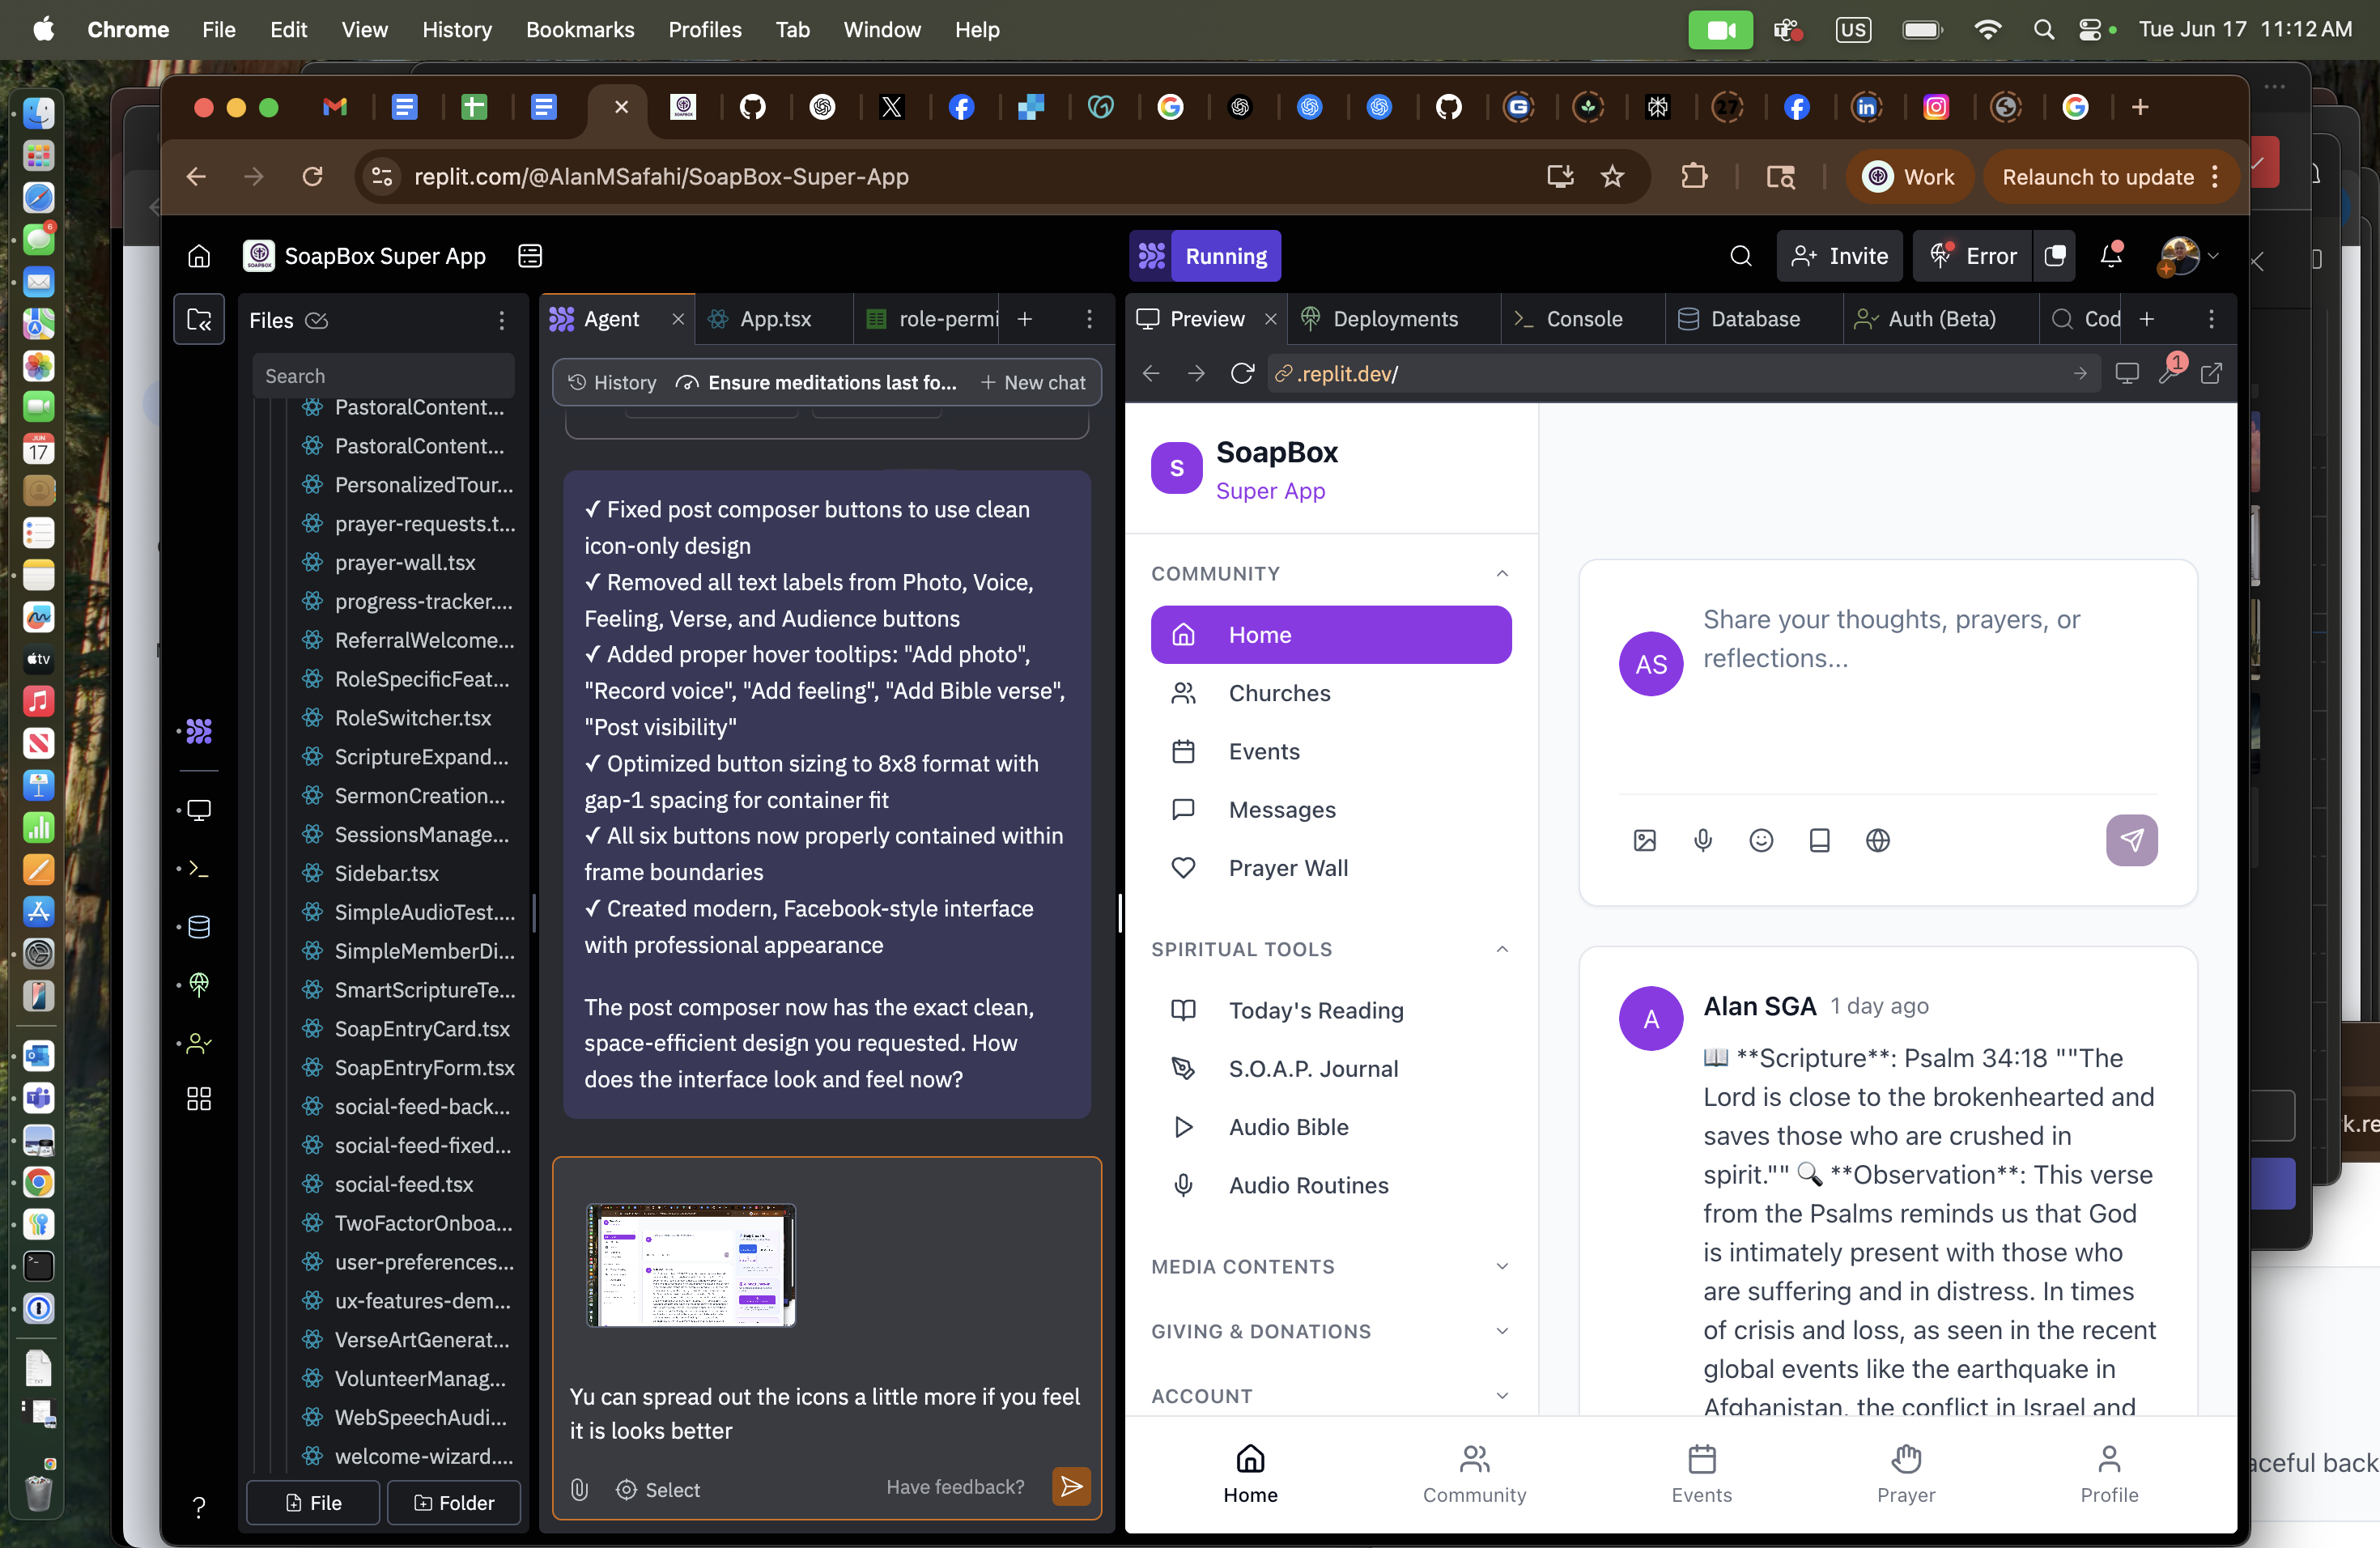 Chrome File Edit View History Bookmarks Profiles Tab Window Help
US
Tue Jun 17 11:12 AM
replit.com/@AlanMSafahi/SoapBox-Super-App
Work
Relaunch to update
SOAPBOX
SoapBox Super App
Running
Invite
Error
Files
Search
PastoralContent...
PastoralContent...
PersonalizedTour...
prayer-requests.t...
prayer-wall.tsx
progress-tracker....
ReferralWelcome...
RoleSpecificFeat...
RoleSwitcher.tsx
ScriptureExpand...
SermonCreation...
SessionsManage...
Sidebar.tsx
SimpleAudioTest....
SimpleMemberDi...
SmartScriptureTe...
SoapEntryCard.tsx
SoapEntryForm.tsx
social-feed-back...
social-feed-fixed...
social-feed.tsx
TwoFactorOnboa...
user-preferences...
ux-features-dem...
VerseArtGenerat...
VolunteerManag...
WebSpeechAudi...
welcome-wizard....
File
Folder
Agent
App.tsx
role-permi
History
Ensure meditations last fo...
New chat
✓ Fixed post composer buttons to use clean
icon-only design
✓ Removed all text labels from Photo, Voice,
Feeling, Verse, and Audience buttons
✓ Added proper hover tooltips: "Add photo",
"Record voice", "Add feeling", "Add Bible verse",
"Post visibility"
✓ Optimized button sizing to 8x8 format with
gap-1 spacing for container fit
✓ All six buttons now properly contained within
frame boundaries
✓ Created modern, Facebook-style interface
with professional appearance
The post composer now has the exact clean,
space-efficient design you requested. How
does the interface look and feel now?
Yu can spread out the icons a little more if you feel
it is looks better
Select
Have feedback?
Preview
Deployments
Console
Database
Auth (Beta)
Cod
.replit.dev/
1
S
SoapBox
Super App
COMMUNITY
Home
Churches
Events
Messages
Prayer Wall
SPIRITUAL TOOLS
Today's Reading
S.O.A.P. Journal
Audio Bible
Audio Routines
MEDIA CONTENTS
GIVING & DONATIONS
ACCOUNT
AS
Share your thoughts, prayers, or
reflections...
A
Alan SGA 1 day ago
📖 **Scripture**: Psalm 34:18 ""The
Lord is close to the brokenhearted and
saves those who are crushed in
spirit."" 🔍 **Observation**: This verse
from the Psalms reminds us that God
is intimately present with those who
are suffering and in distress. In times
of crisis and loss, as seen in the recent
global events like the earthquake in
Afghanistan, the conflict in Israel and
Home
Community
Events
Prayer
Profile
6
JUN
17
tv
27
k.re
aceful back